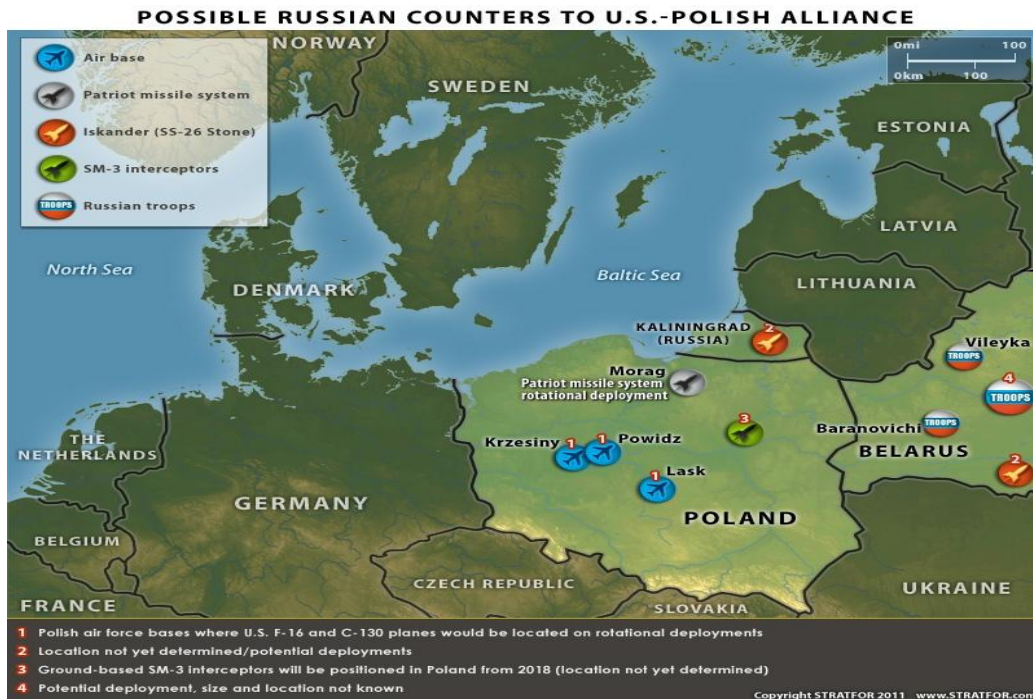 POSSIBLE RUSSIAN COUNTERS TO U.S.-POLISH ALLIANCE
Air base
Patriot missile system
Iskander (SS-26 Stone)
SM-3 interceptors
TROOPS Russian troops
NORWAY
SWEDEN
0mi 100
0km 100
ESTONIA
LATVIA
North Sea
Baltic Sea
DENMARK
LITHUANIA
KALININGRAD
(RUSSIA)
2
Vileyka
TROOPS
Morag
Patriot missile system
rotational deployment
4
TROOPS
3
Baranovichi
TROOPS
THE
NETHERLANDS
Krzesiny
1
1
Powidz
BELARUS
2
1
Lask
GERMANY
POLAND
BELGIUM
CZECH REPUBLIC
UKRAINE
FRANCE
SLOVAKIA
1 Polish air force bases where U.S. F-16 and C-130 planes would be located on rotational deployments
2 Location not yet determined/potential deployments
3 Ground-based SM-3 interceptors will be positioned in Poland from 2018 (location not yet determined)
4 Potential deployment, size and location not known
Copyright STRATFOR 2011 www.STRATFOR.com